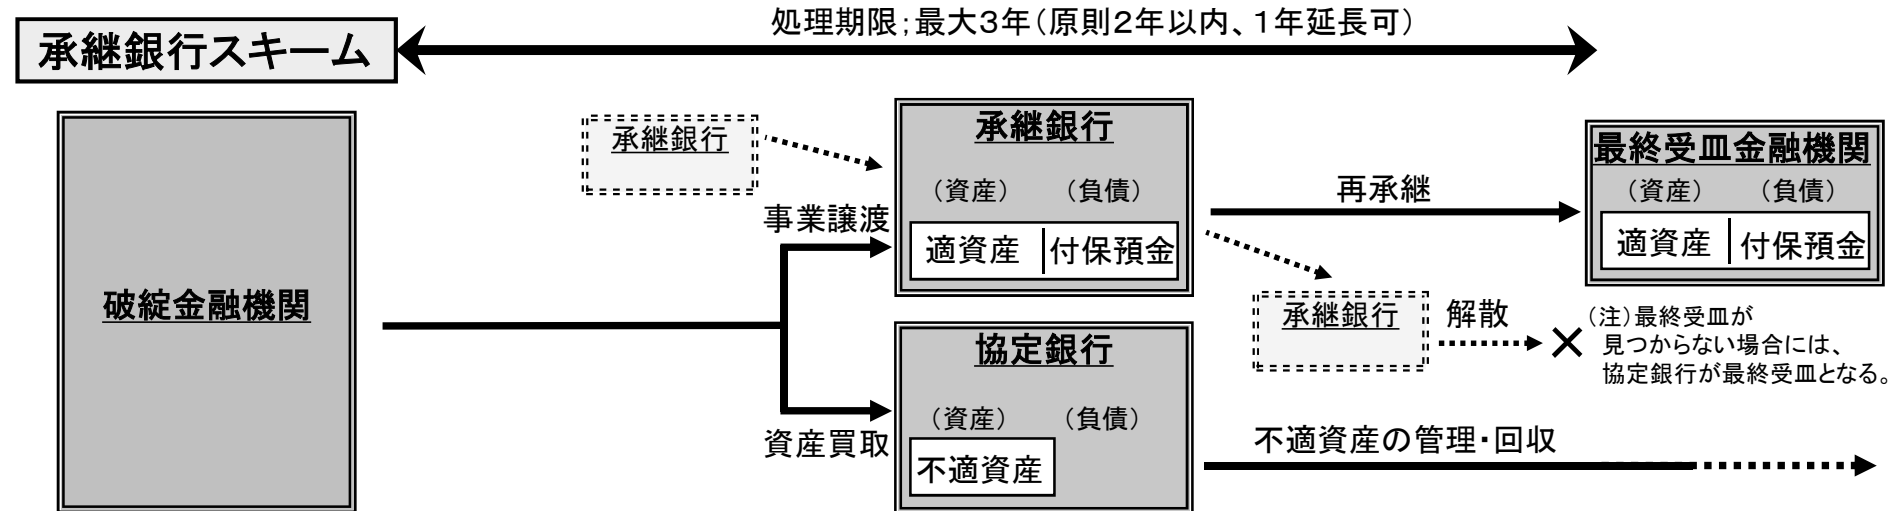 処理期限;最大3年(原則2年以内、1年延長可)
承継銀行スキーム
破綻金融機関
承継銀行
事業譲渡
承継銀行
(資産) (負債)
適資産 付保預金
再承継
最終受皿金融機関
(資産) (負債)
適資産 付保預金
承継銀行
解散
(注)最終受皿が
見つからない場合には、
協定銀行が最終受皿となる。
資産買取
協定銀行
(資産) (負債)
不適資産
不適資産の管理・回収